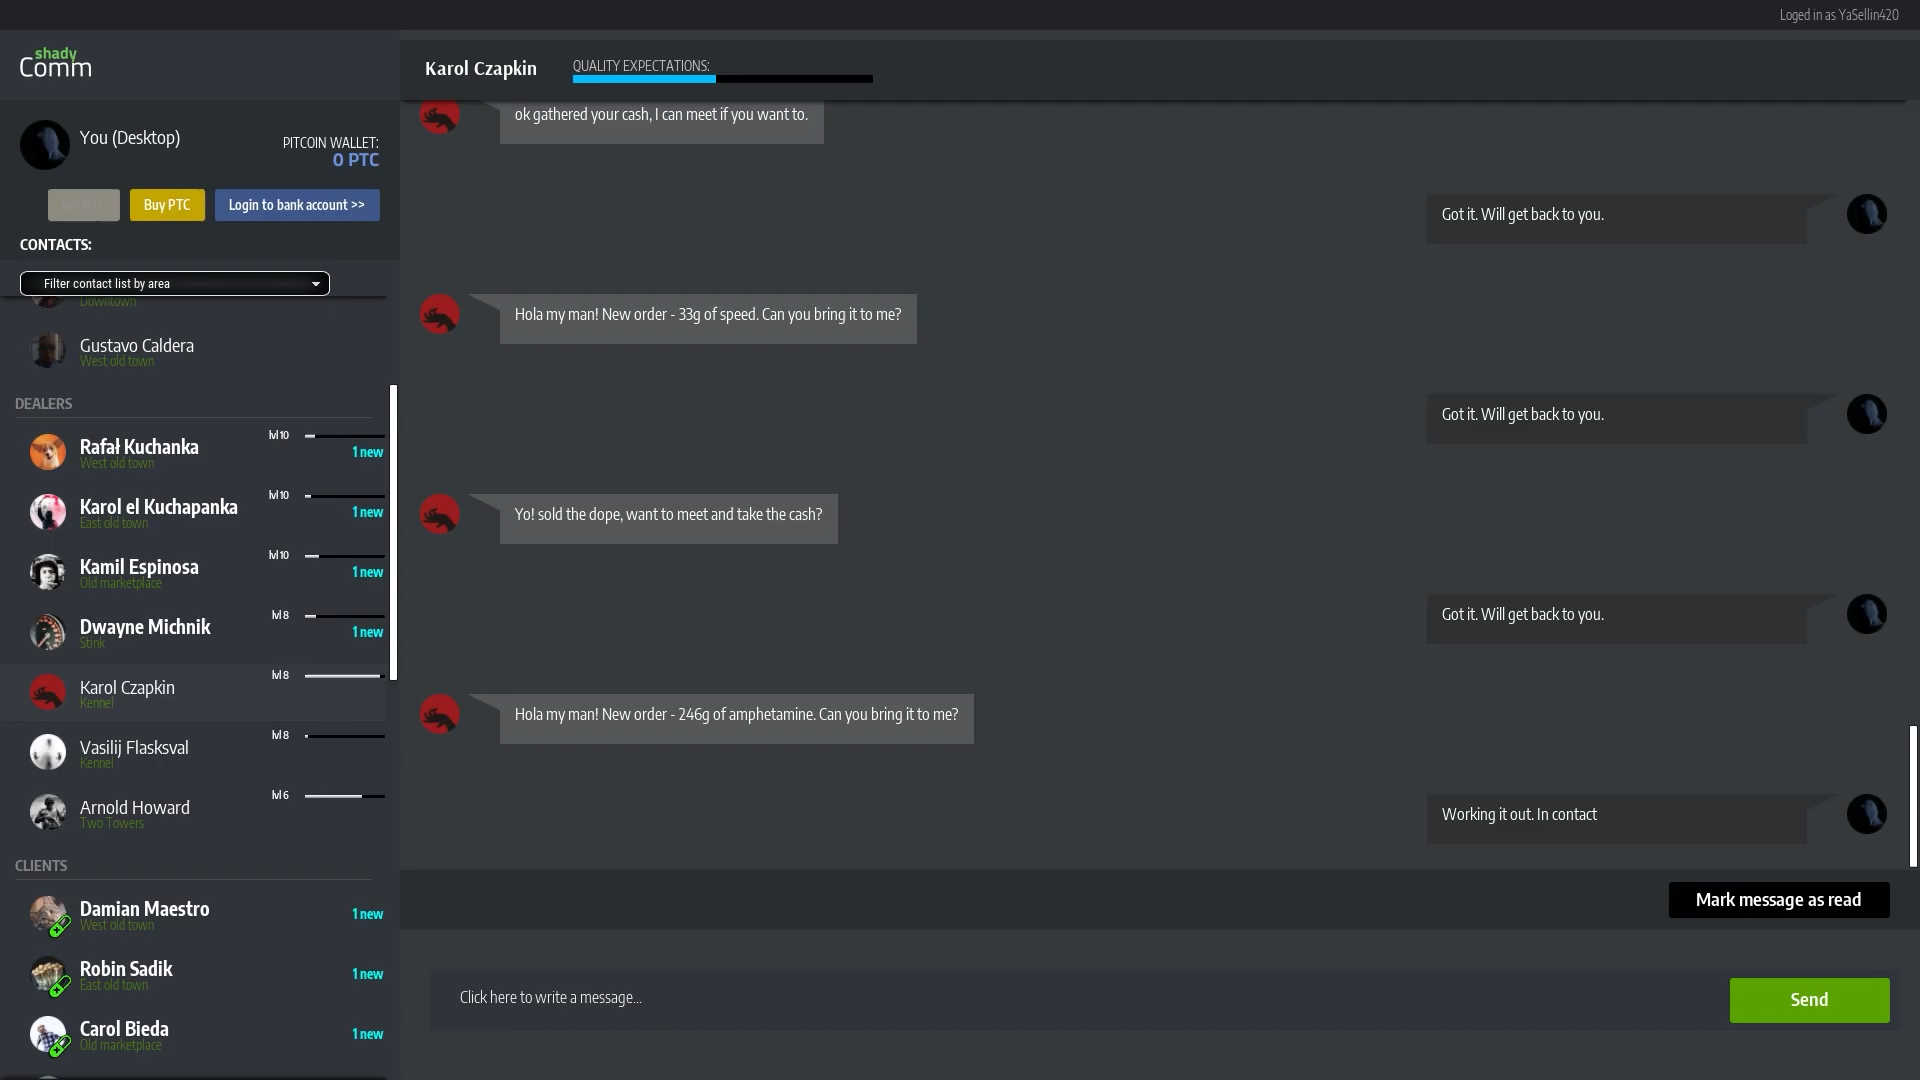 Loged in as YaSellin420
shady
Comm
Karol Czapkin
QUALITY EXPECTATIONS:
You (Desktop)
PITCOIN WALLET:
0 PTC
Buy PTC
Login to bank account >>
CONTACTS:
Filter contact list by area
Downtown
Gustavo Caldera
West old town
DEALERS
Rafał Kuchanka
West old town
lvl 10
1 new
Karol el Kuchapanka
East old town
lvl 10
1 new
Kamil Espinosa
Old marketplace
lvl 10
1 new
Dwayne Michnik
Stink
lvl 8
1 new
Karol Czapkin
Kennel
lvl 8
Vasilij Flasksval
Kennel
lvl 8
Arnold Howard
Two Towers
lvl 6
CLIENTS
Damian Maestro
West old town
1 new
Robin Sadik
East old town
1 new
Carol Bieda
Old marketplace
1 new
ok gathered your cash, I can meet if you want to.
Got it. Will get back to you.
Hola my man! New order - 33g of speed. Can you bring it to me?
Got it. Will get back to you.
Yo! sold the dope, want to meet and take the cash?
Got it. Will get back to you.
Hola my man! New order - 246g of amphetamine. Can you bring it to me?
Working it out. In contact
Mark message as read
Click here to write a message...
Send